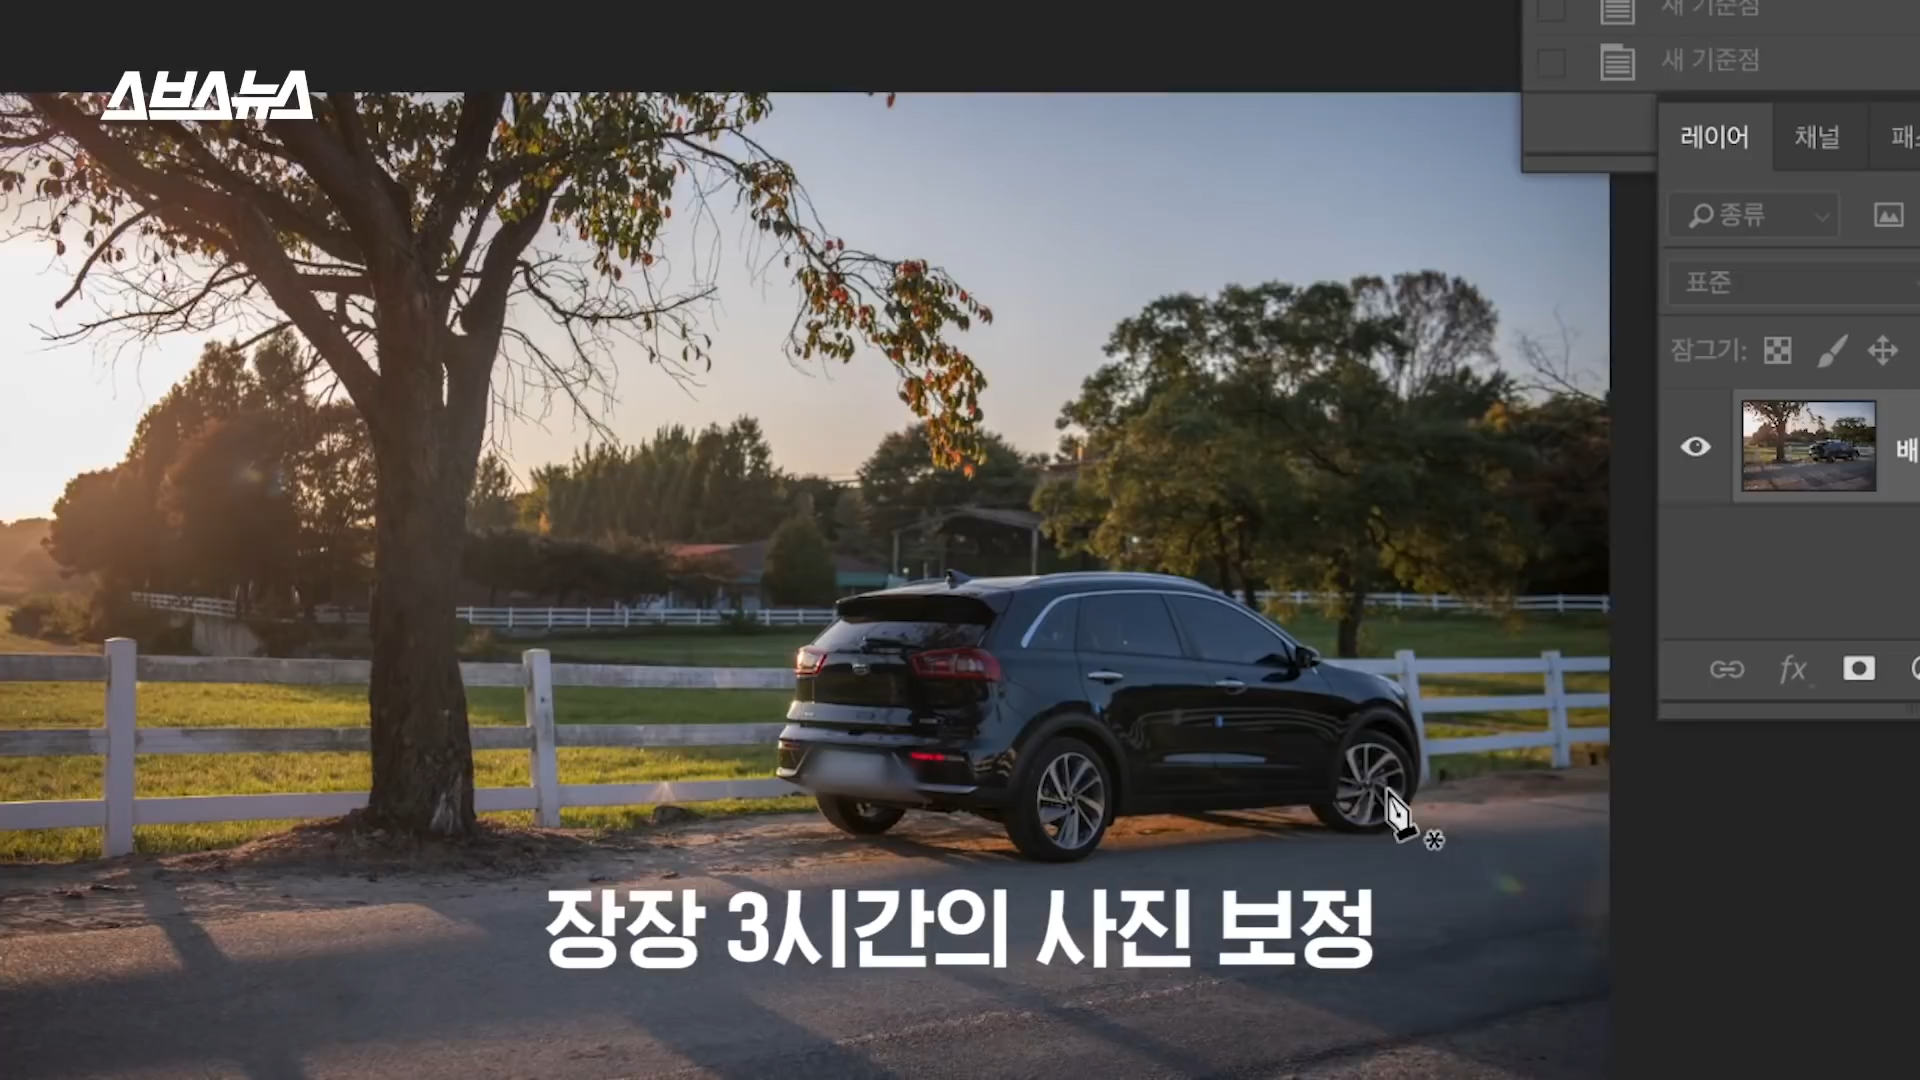 새 기준점
새 기준점
스브스뉴스
레이어 채널
종류
표준
잠그기:
fx
장장 3시간의 사진 보정